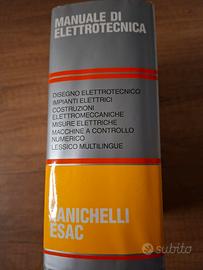 MANUALE DI
ELETTROTECNICA
DISEGNO ELETTROTECNICO
IMPIANTI ELETTRICI
COSTRUZIONI
ELETTROMECCANICHE
MISURE ELETTRICHE
MACCHINE A CONTROLLO
NUMERICO
LESSICO MULTILINGUE
ZANICHELLI
ESAC
subito